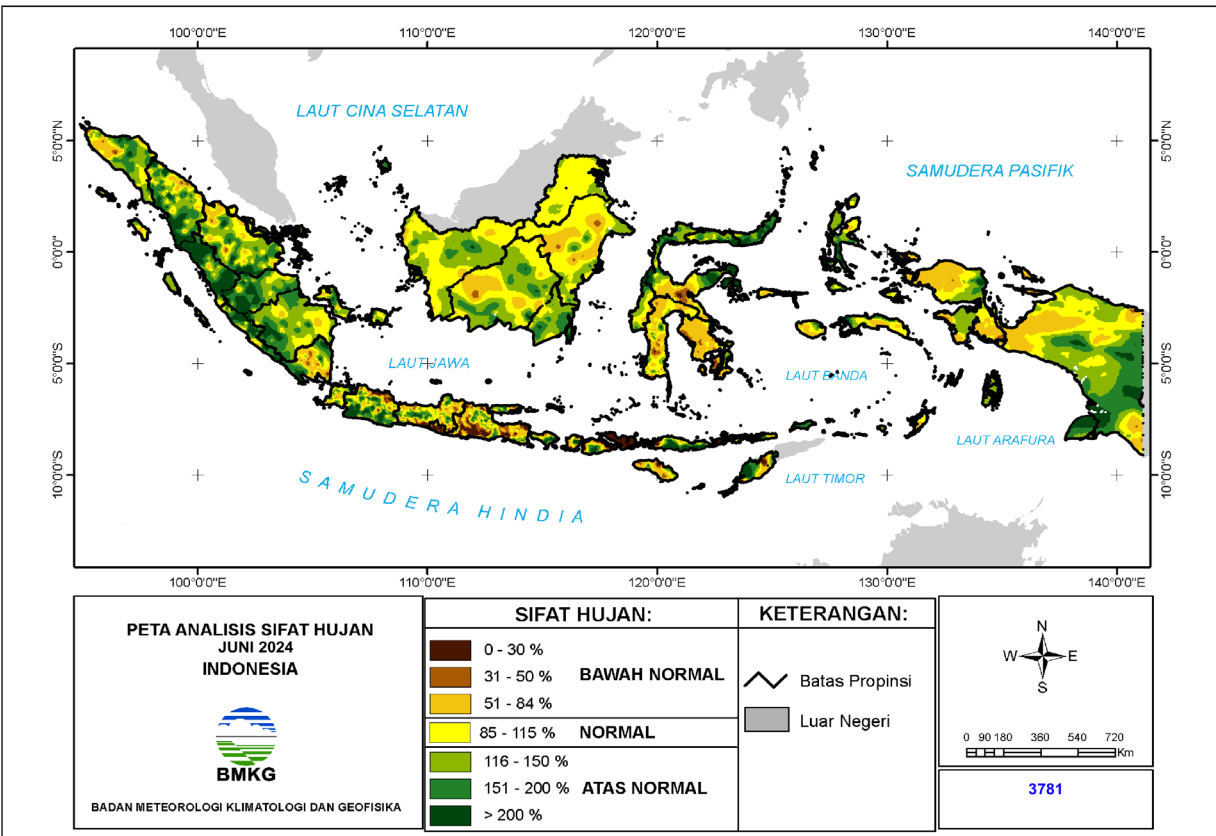 100°0'0"E 110°0'0"E 120°0'0"E 130°0'0"E 140°0'0"E
5°0'0"N 5°0'0"N
0°0'0" 0°0'0"
5°0'0"S 5°0'0"S
10°0'0"S 10°0'0"S
LAUT CINA SELATAN
SAMUDERA PASIFIK
LAUT JAWA
LAUT BANDA
LAUT ARAFURA
LAUT TIMOR
SAMUDERA HINDIA
100°0'0"E 110°0'0"E 120°0'0"E 130°0'0"E 140°0'0"E
PETA ANALISIS SIFAT HUJAN
JUNI 2024
INDONESIA
BMKG
BADAN METEOROLOGI KLIMATOLOGI DAN GEOFISIKA
SIFAT HUJAN:
0 - 30 %
31 - 50 % BAWAH NORMAL
51 - 84 %
85 - 115 % NORMAL
116 - 150 %
151 - 200 % ATAS NORMAL
> 200 %
KETERANGAN:
Batas Propinsi
Luar Negeri
N
W E
S
0 90 180 360 540 720
Km
3781